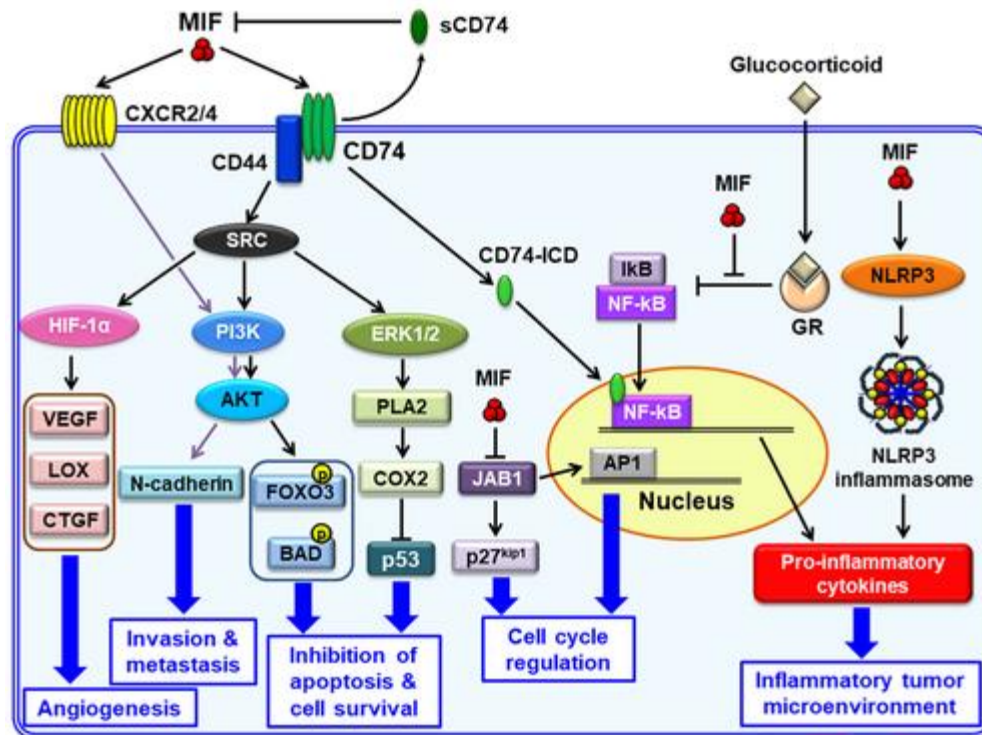 MIF
sCD74
CXCR2/4
CD44
CD74
Glucocorticoid
MIF
MIF
SRC
CD74-ICD
IkB
NF-kB
GR
NLRP3
HIF-1α
PI3K
ERK1/2
AKT
PLA2
MIF
NF-kB
VEGF
LOX
CTGF
N-cadherin
P
FOXO3
P
BAD
COX2
JAB1
AP1
Nucleus
NLRP3
inflammasome
p53
p27kip1
Pro-inflammatory
cytokines
Angiogenesis
Invasion &
metastasis
Inhibition of
apoptosis &
cell survival
Cell cycle
regulation
Inflammatory tumor
microenvironment